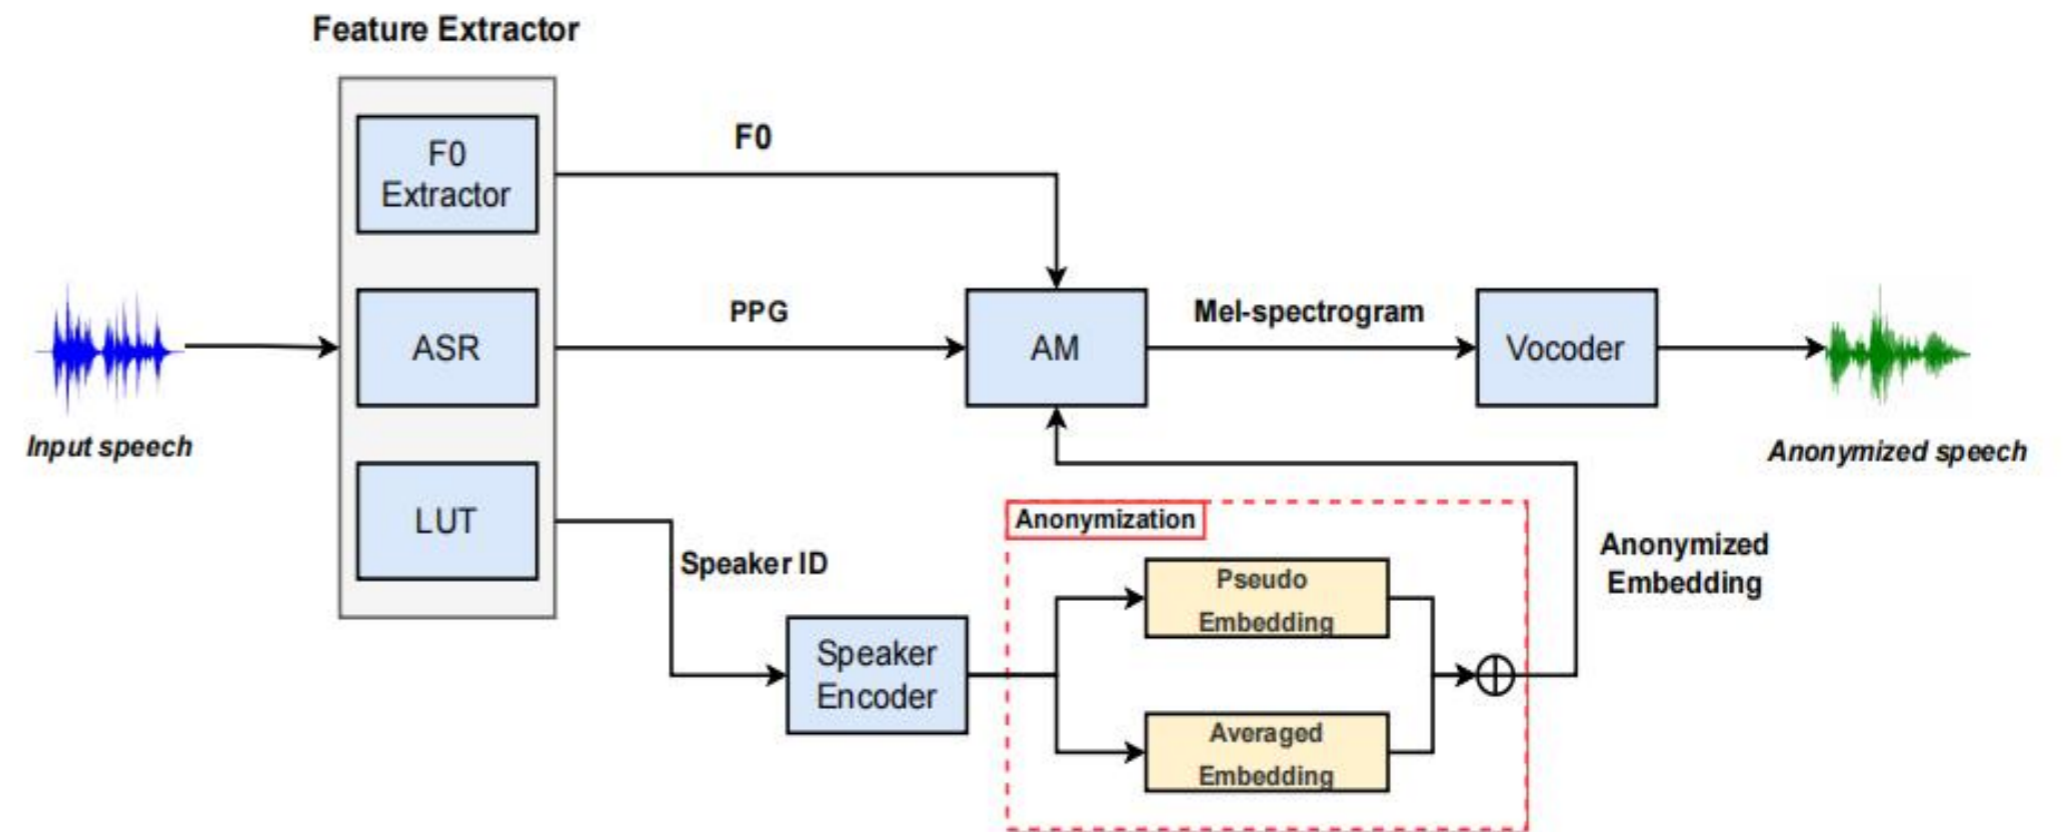 Feature Extractor
F0
Extractor
F0
ASR
PPG
AM
Mel-spectrogram
Vocoder
Input speech
Anonymized speech
LUT
Speaker ID
Speaker
Encoder
Anonymization
Pseudo
Embedding
Averaged
Embedding
Anonymized
Embedding